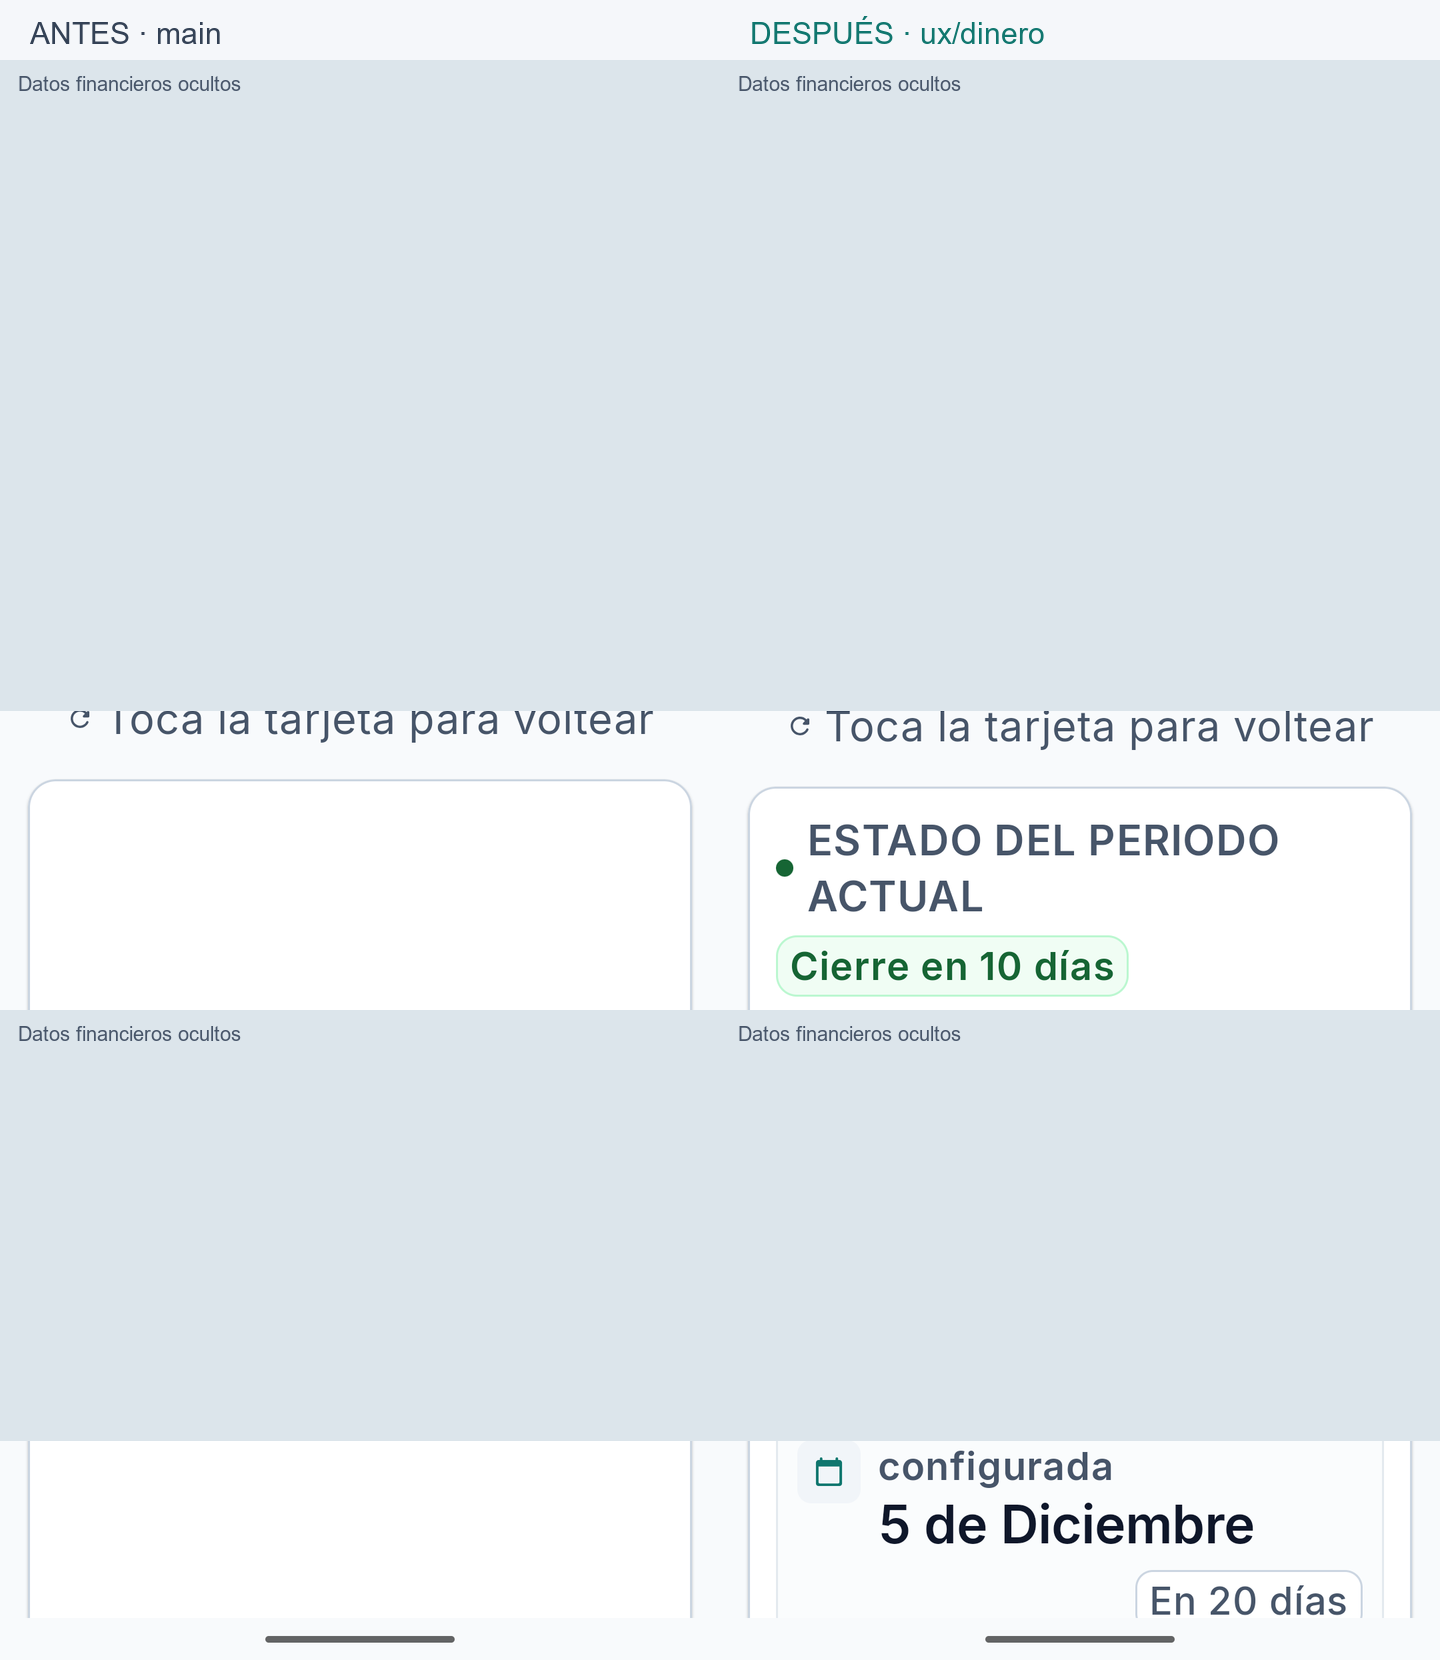 ANTES · main
Datos financieros ocultos
Toca la tarjeta para voltear
Datos financieros ocultos
DESPUÉS · ux/dinero
Datos financieros ocultos
Toca la tarjeta para voltear
ESTADO DEL PERIODO
ACTUAL
Cierre en 10 días
Datos financieros ocultos
configurada
5 de Diciembre
En 20 días